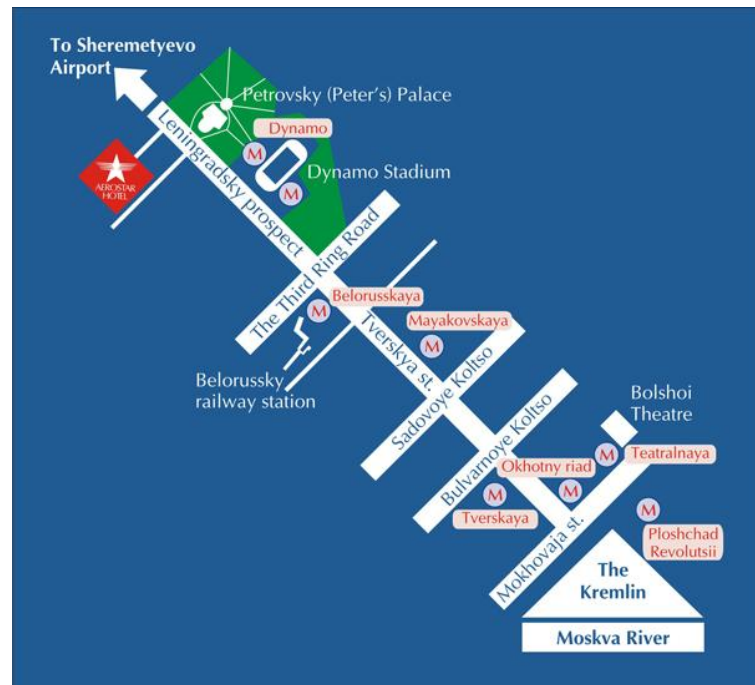 To Sheremetyevo
Airport
Petrovsky (Peter's) Palace
Dynamo
M
Dynamo Stadium
M
AEROSTAR
HOTEL
Leningradsky prospect
The Third Ring Road
Belorusskaya
M
Mayakovskaya
M
Tverskya st.
Belorussky
railway station
Sadovoye Koltso
Bulvarnoye Koltso
Bolshoi
Theatre
M
Teatralnaya
Okhotny riad
M
M
Tverskaya
Mokhovaja st.
M
Ploshchad
Revolutsii
The
Kremlin
Moskva River